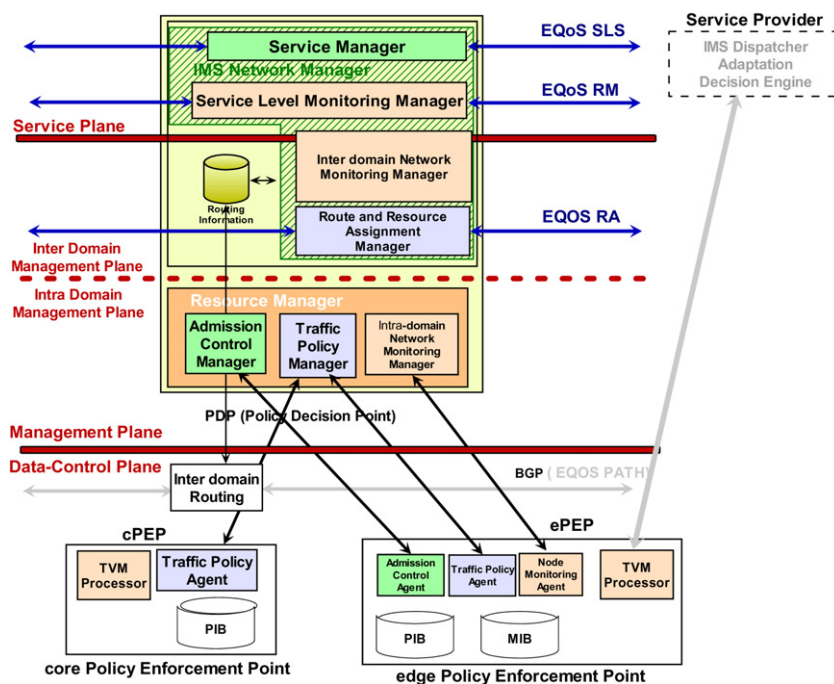 Service Provider
IMS Dispatcher
Adaptation
Decision Engine
Service Manager
EQoS SLS
IMS Network Manager
Service Level Monitoring Manager
EQoS RM
Service Plane
Inter domain Network
Monitoring Manager
Routing
Information
Route and Resource
Assignment
Manager
EQOS RA
Inter Domain
Management Plane
Intra Domain
Management Plane
Resource Manager
Admission
Control
Manager
Traffic
Policy
Manager
Intra-domain
Network
Monitoring
Manager
PDP (Policy Decision Point)
Management Plane
Data-Control Plane
Inter domain
Routing
BGP ( EQOS PATH)
cPEP
ePEP
TVM
Processor
Traffic Policy
Agent
PIB
core Policy Enforcement Point
Admission
Control
Agent
Traffic Policy
Agent
Node
Monitoring
Agent
TVM
Processor
PIB
MIB
edge Policy Enforcement Point